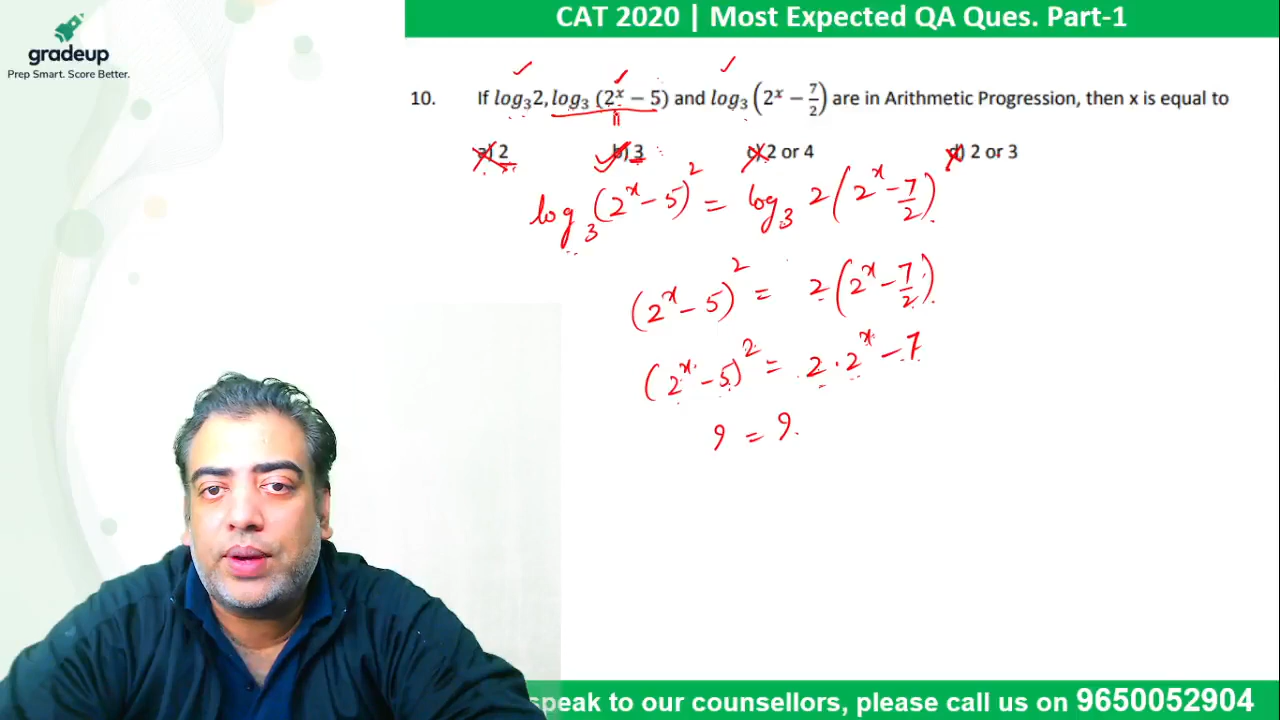 CAT 2020 | Most Expected QA Ques. Part-1
gradeup
Prep Smart. Score Better.
10. If log₃2, log₃ (2ˣ − 5) and log₃ (2ˣ − 7/2) are in Arithmetic Progression, then x is equal to
a) 2 b) 3 c) 2 or 4 d) 2 or 3
log₃ (2ˣ − 5)² = log₃ 2(2ˣ − 7/2)
(2ˣ − 5)² = 2(2ˣ − 7/2)
(2ˣ − 5)² = 2 · 2ˣ − 7
9 = 9
speak to our counsellors, please call us on 9650052904